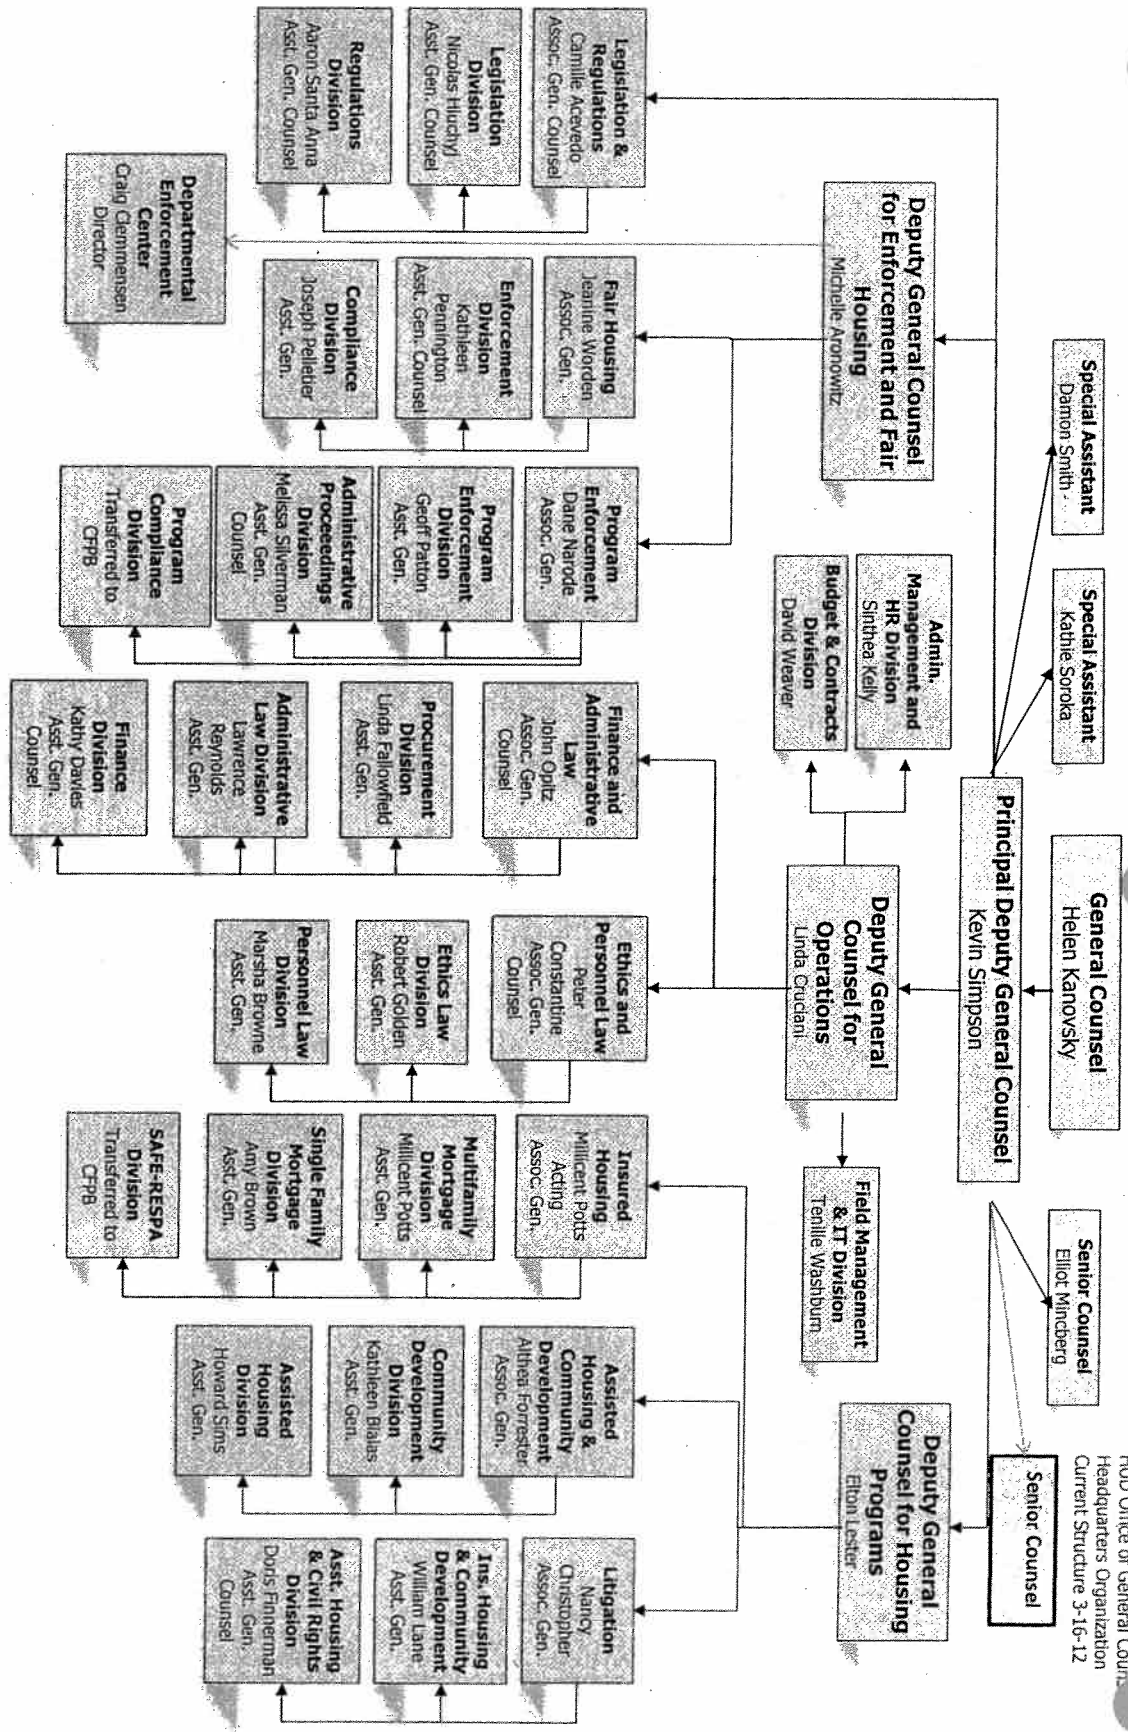 HUD Office of General Couns
Headquarters Organization
Current Structure 3-16-12
General Counsel
Helen Kanovsky
Special Assistant
Damon Smith -
Special Assistant
Kathie Soroka
Principal Deputy General Counsel
Kevin Simpson
Senior Counsel
Elliot Mincberg
Senior Counsel
Deputy General Counsel
for Enforcement and Fair
Housing
Michelle Aronowitz
Admin.
Management and
HR Division
Sinthea Kelly
Budget & Contracts
Division
David Weaver
Deputy General
Counsel for
Operations
Linda Cruciani
Field Management
& IT Division
Tenille Washburn
Deputy General
Counsel for Housing
Programs
Elton Lester
Legislation &
Regulations
Camille Acevedo
Assoc. Gen. Counsel
Legislation
Division
Nicolas Hluchyj
Asst. Gen. Counsel
Regulations
Division
Aaron Santa Anna
Asst. Gen. Counsel
Departmental
Enforcement
Center
Craig Clemmensen
Director
Fair Housing
Jeanine Worden
Assoc. Gen.
Enforcement
Division
Kathleen
Pennington
Asst. Gen. Counsel
Compliance
Division
Joseph Pelletier
Asst. Gen.
Program
Enforcement
Dane Narode
Assoc. Gen.
Program
Enforcement
Division
Geoff Patton
Asst. Gen.
Administrative
Proceeedings
Division
Melissa Silverman
Asst. Gen.
Counsel
Program
Compliance
Division
Transferred to
CFPB
Finance and
Administrative
Law
John Opitz
Assoc. Gen.
Counsel
Procurement
Division
Linda Fallowfield
Asst. Gen.
Administrative
Law Division
Lawrence
Reynolds
Asst. Gen.
Finance
Division
Kathy Davies
Asst. Gen.
Counsel
Ethics and
Personnel Law
Peter
Constantine
Assoc. Gen.
Counsel
Ethics Law
Division
Robert Golden
Asst. Gen.
Personnel Law
Division
Marsha Browne
Asst. Gen.
Insured
Housing
Millicent Potts
Acting
Assoc. Gen.
Multifamily
Mortgage
Division
Millicent Potts
Asst. Gen.
Single Family
Mortgage
Division
Amy Brown
Asst. Gen.
SAFE-RESPA
Division
Transferred to
CFPB
Assisted
Housing &
Community
Development
Althea Forrester
Assoc. Gen.
Community
Development
Division
Kathleen Bialas
Asst. Gen.
Assisted
Housing
Division
Howard Sims
Asst. Gen.
Litigation
Nancy
Christopher
Assoc. Gen.
Ins. Housing
& Community
Development
William Lane
Asst. Gen.
Asst. Housing
& Civil Rights
Division
Doris Finnerman
Asst. Gen.
Counsel